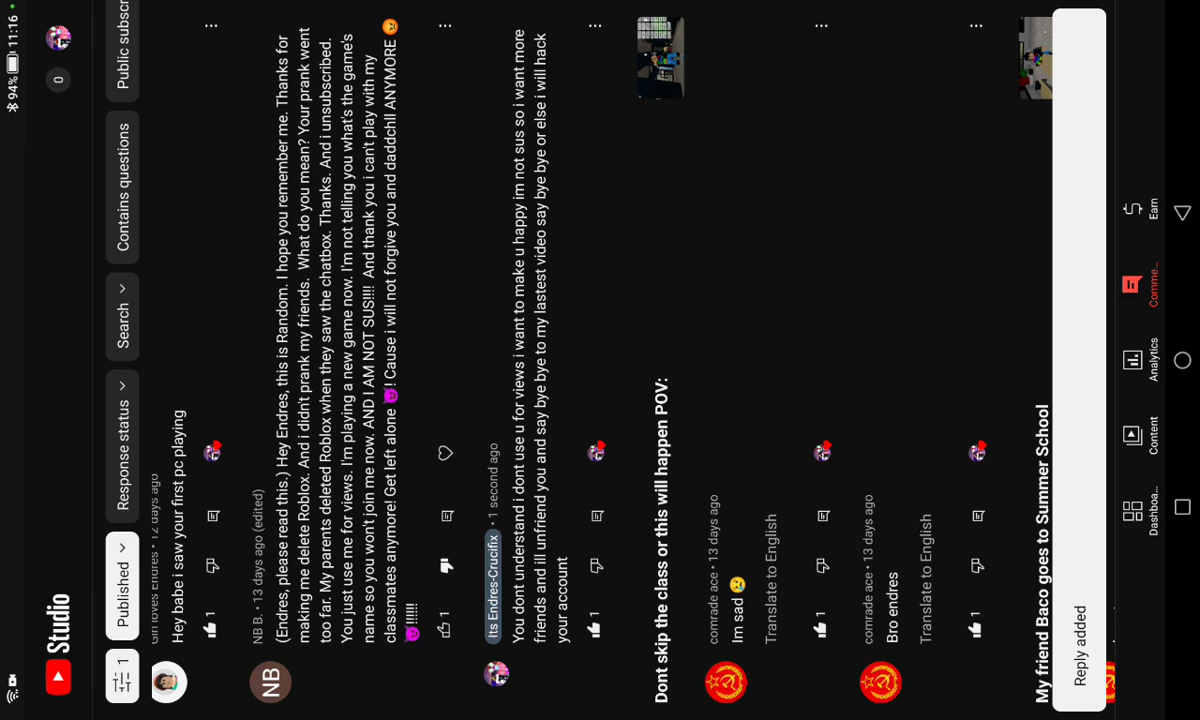 94% 11:16
Studio
0
1
Published
Response status
Search
Contains questions
Public subscr
Girl loves Endres • 12 days ago
Hey babe i saw your first pc playing
1
NB
NB B. • 13 days ago (edited)
(Endres, please read this.) Hey Endres, this is Random. I hope you remember me. Thanks for
making me delete Roblox. And i didn't prank my friends. What do you mean? Your prank went
too far. My parents deleted Roblox when they saw the chatbox. Thanks. And i unsubscribed.
You just use me for views. I'm playing a new game now. I'm not telling you what's the game's
name so you won't join me now. AND I AM NOT SUS!!!! And thank you i can't play with my
classmates anymore! Get left alone 😈! Cause i will not forgive you and daddchill ANYMORE 😡
😈!!!!!!
1
Its Endres-Crucifix • 1 second ago
You dont understand i dont use u for views i want to make u happy im not sus so i want more
friends and ill unfriend you and say bye bye to my lastest video say bye bye or else i will hack
your account
1
Dont skip the class or this will happen POV:
comrade ace • 13 days ago
Im sad 😢
Translate to English
1
comrade ace • 13 days ago
Bro endres
Translate to English
1
My friend Baco goes to Summer School
Reply added
Dashboa...
Content
Analytics
Comme...
Earn